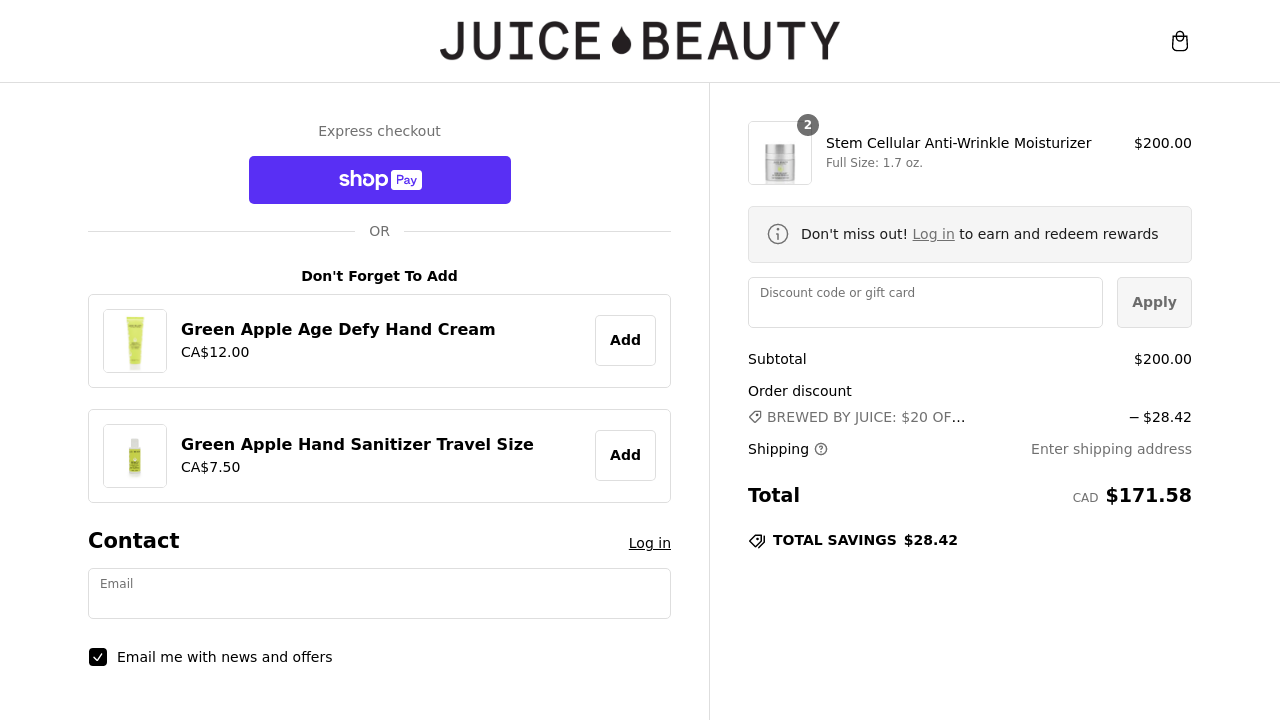 JUICE BEAUTY
Express checkout
shop Pay
OR
Don't Forget To Add
Green Apple Age Defy Hand Cream
CA$12.00
Add
Green Apple Hand Sanitizer Travel Size
CA$7.50
Add
Contact
Log in
Email
Email me with news and offers
2
Stem Cellular Anti-Wrinkle Moisturizer
$200.00
Full Size: 1.7 oz.
Don't miss out! Log in to earn and redeem rewards
Discount code or gift card
Apply
Subtotal
$200.00
Order discount
BREWED BY JUICE: $20 OF...
– $28.42
Shipping
Enter shipping address
Total
CAD $171.58
TOTAL SAVINGS $28.42